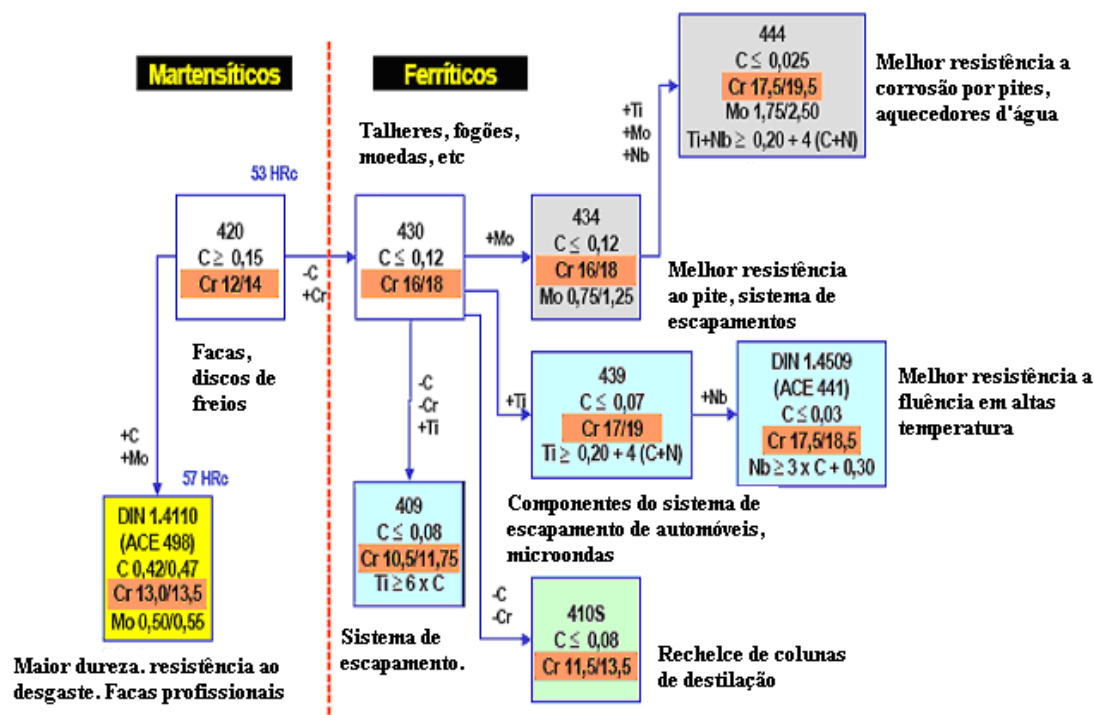 Martensíticos
Ferríticos
Talheres, fogões,
moedas, etc
444
C ≤ 0,025
Cr 17,5/19,5
Mo 1,75/2,50
Ti+Nb ≥ 0,20 + 4 (C+N)
Melhor resistência a
corrosão por pites,
aquecedors d'água
+Ti
+Mo
+Nb
53 HRc
420
C ≥ 0,15
Cr 12/14
-C
+Cr
430
C ≤ 0,12
Cr 16/18
+Mo
434
C ≤ 0,12
Cr 16/18
Mo 0,75/1,25
Melhor resistência
ao pite, sistema de
escapamentos
Facas,
discos de
freios
+C
+Mo
57 HRc
DIN 1.4110
(ACE 498)
C 0,42/0,47
Cr 13,0/13,5
Mo 0,50/0,55
Maior dureza. resistência ao
desgaste. Facas profissionais
-C
-Cr
+Ti
409
C ≤ 0,08
Cr 10,5/11,75
Ti ≥ 6 x C
Sistema de
escapamento.
+Ti
439
C ≤ 0,07
Cr 17/19
Ti ≥ 0,20 + 4 (C+N)
+Nb
DIN 1.4509
(ACE 441)
C ≤ 0,03
Cr 17,5/18,5
Nb ≥ 3 x C + 0,30
Melhor resistência a
fluência em altas
temperatura
Componentes do sistema de
escapamento de automóveis,
microondas
-C
-Cr
410S
C ≤ 0,08
Cr 11,5/13,5
Rechelce de colunas
de destilação